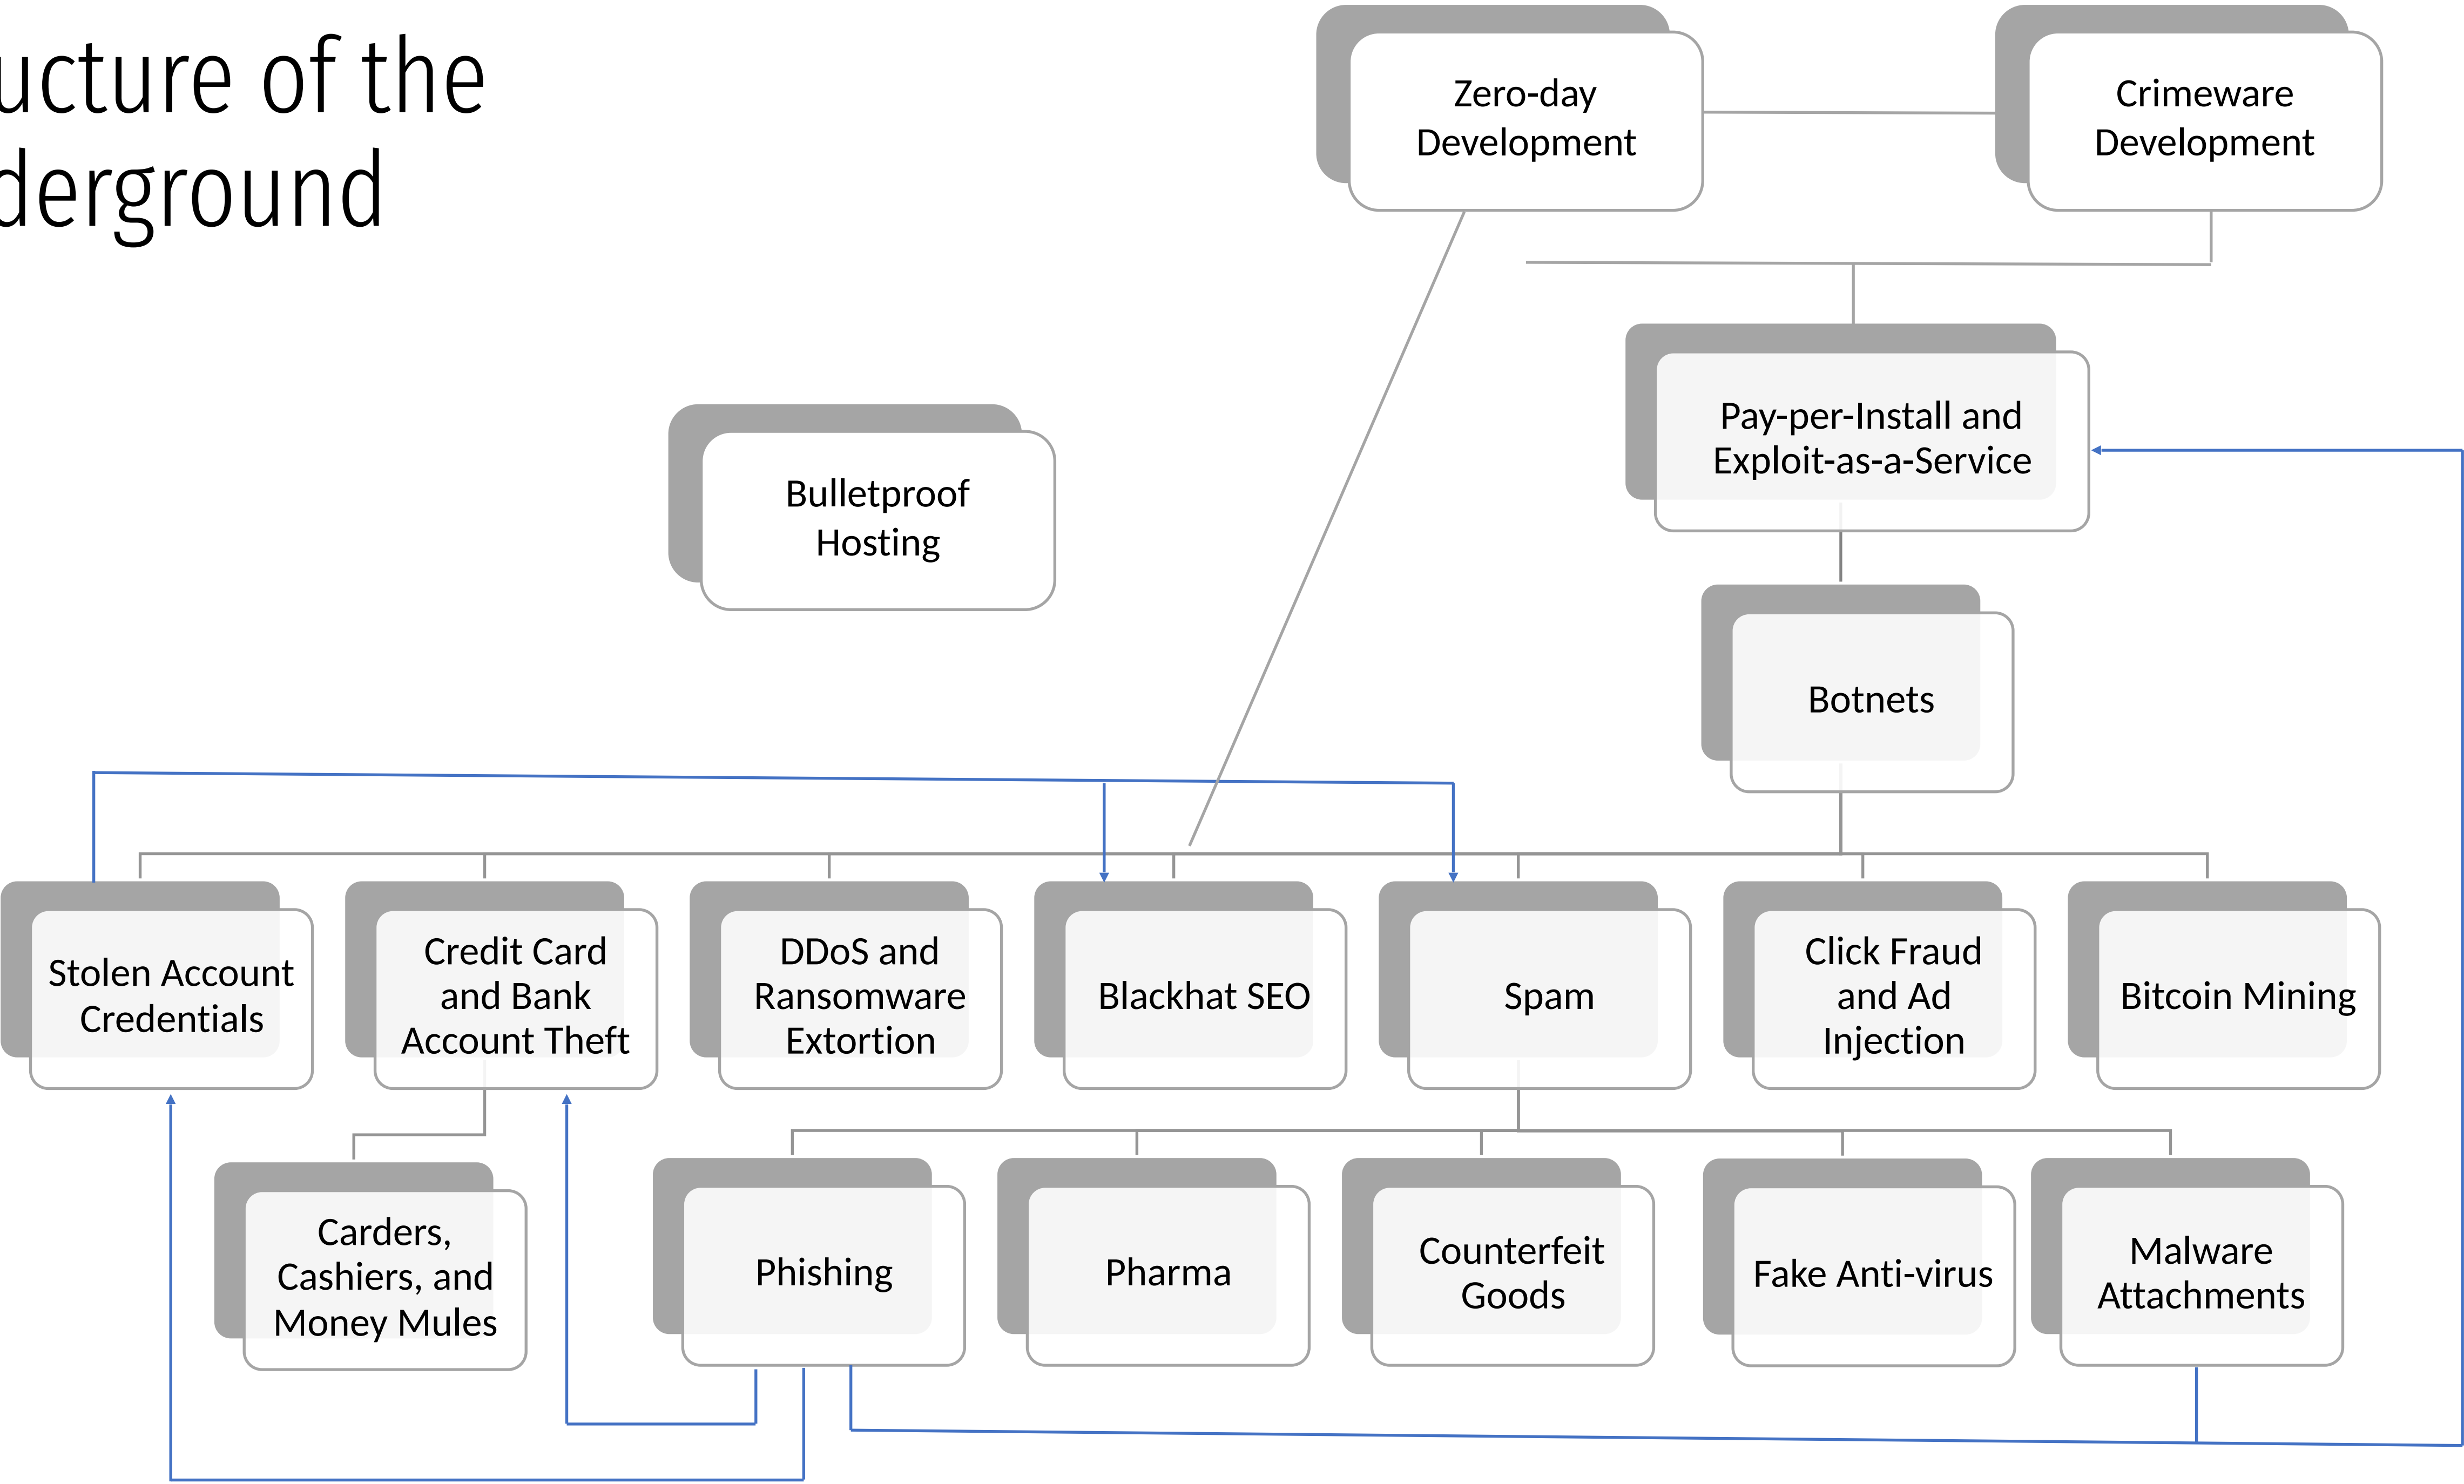 ucture of the
derground
Zero-day
Development
Crimeware
Development
Pay-per-Install and
Exploit-as-a-Service
Bulletproof
Hosting
Botnets
Stolen Account
Credentials
Credit Card
and Bank
Account Theft
DDoS and
Ransomware
Extortion
Blackhat SEO
Spam
Click Fraud
and Ad
Injection
Bitcoin Mining
Carders,
Cashiers, and
Money Mules
Phishing
Pharma
Counterfeit
Goods
Fake Anti-virus
Malware
Attachments